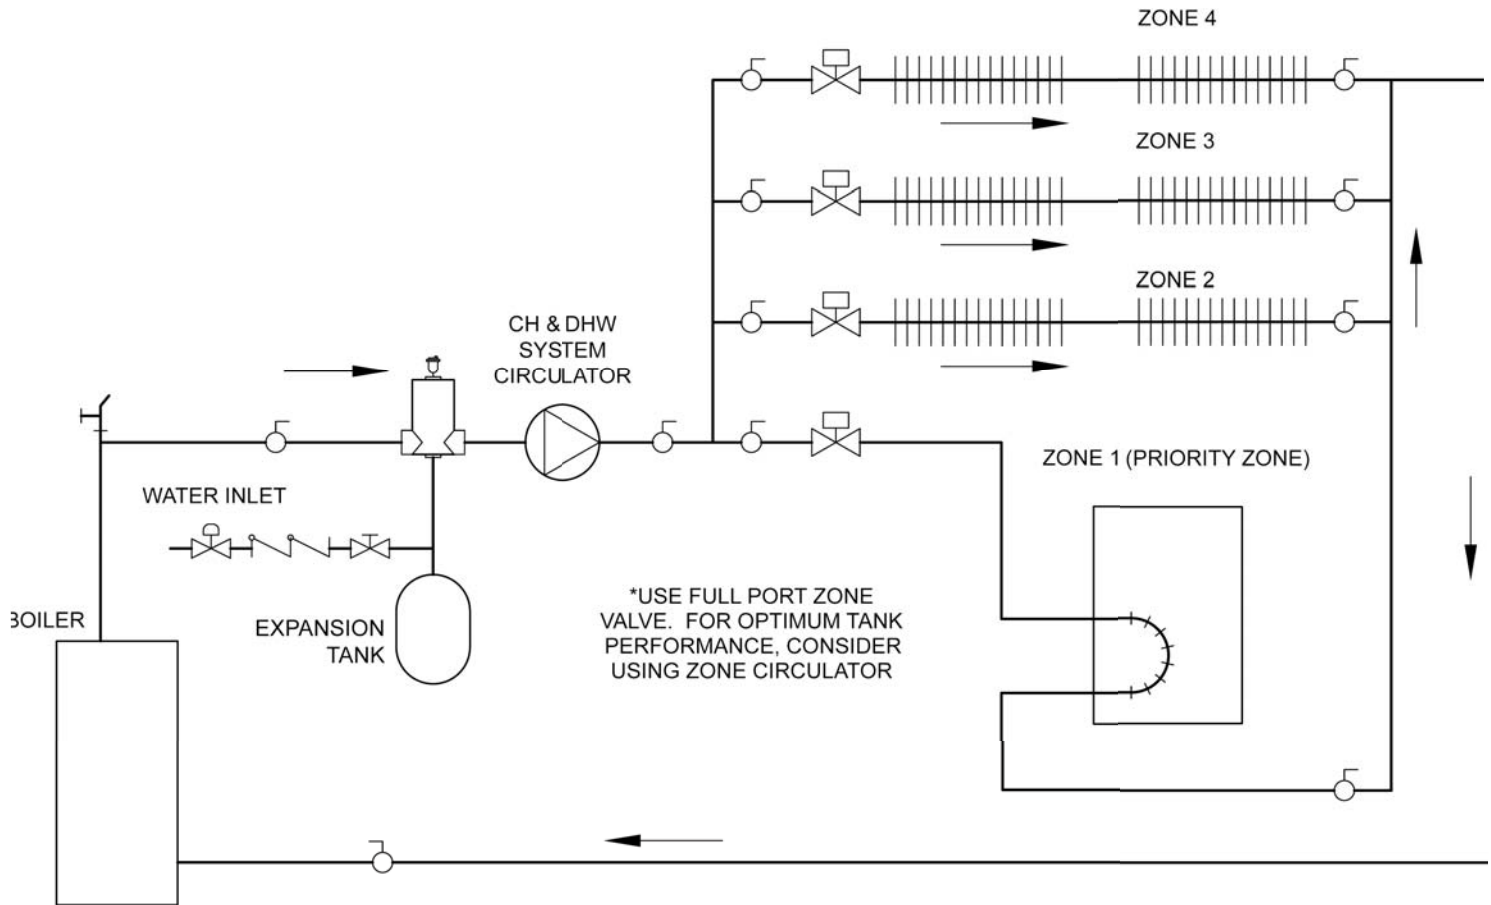 ZONE 4
ZONE 3
ZONE 2
CH & DHW
SYSTEM
CIRCULATOR
ZONE 1 (PRIORITY ZONE)
WATER INLET
*USE FULL PORT ZONE
VALVE. FOR OPTIMUM TANK
PERFORMANCE, CONSIDER
USING ZONE CIRCULATOR
BOILER
EXPANSION
TANK